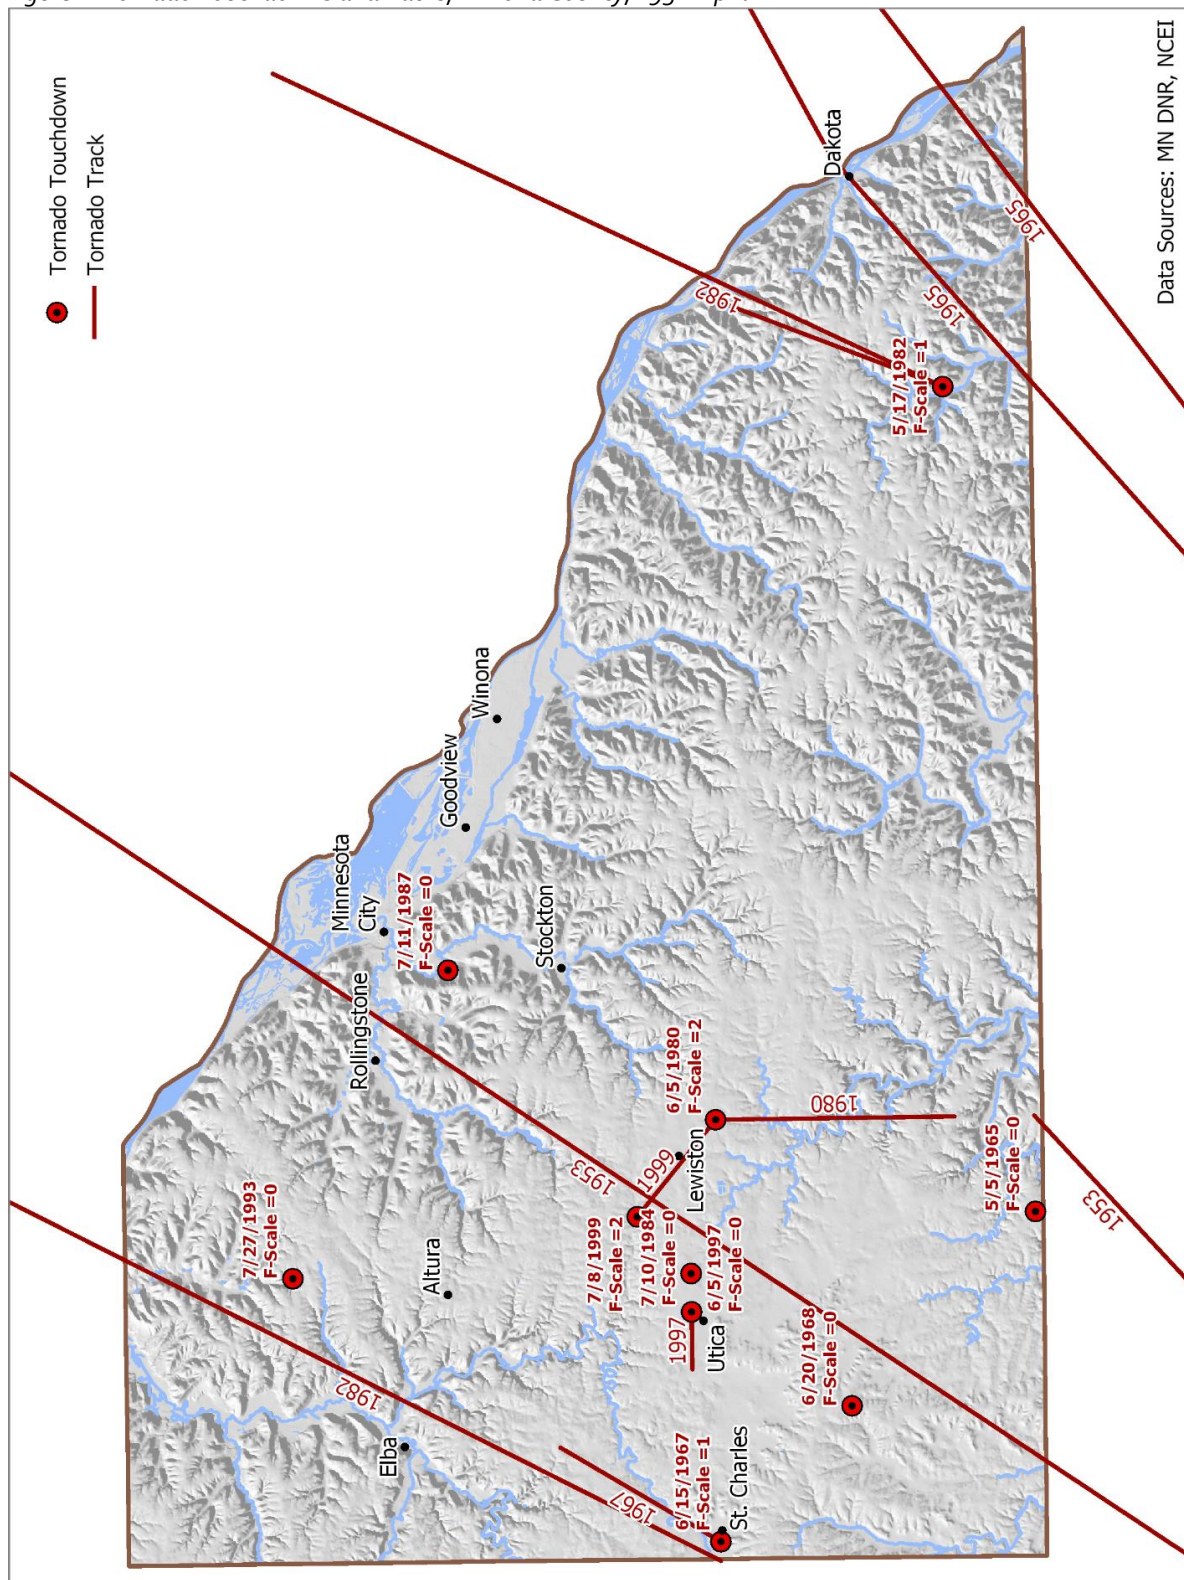 Tornado Touchdown
Tornado Track
Dakota
1982
1965
1965
5/17/1982
F-Scale =1
Winona
Goodview
Minnesota
City
7/11/1987
F-Scale =0
Rollingstone
Stockton
7/27/1993
F-Scale =0
Altura
1982
Elba
1953
6/5/1980
F-Scale =2
1999
Lewiston
7/8/1999
F-Scale =2
7/10/1984
F-Scale =0
6/5/1997
F-Scale =0
1997
Utica
1967
6/15/1967
F-Scale =1
St. Charles
6/20/1968
F-Scale =0
1980
5/5/1965
F-Scale =0
1953
Data Sources: MN DNR, NCEI